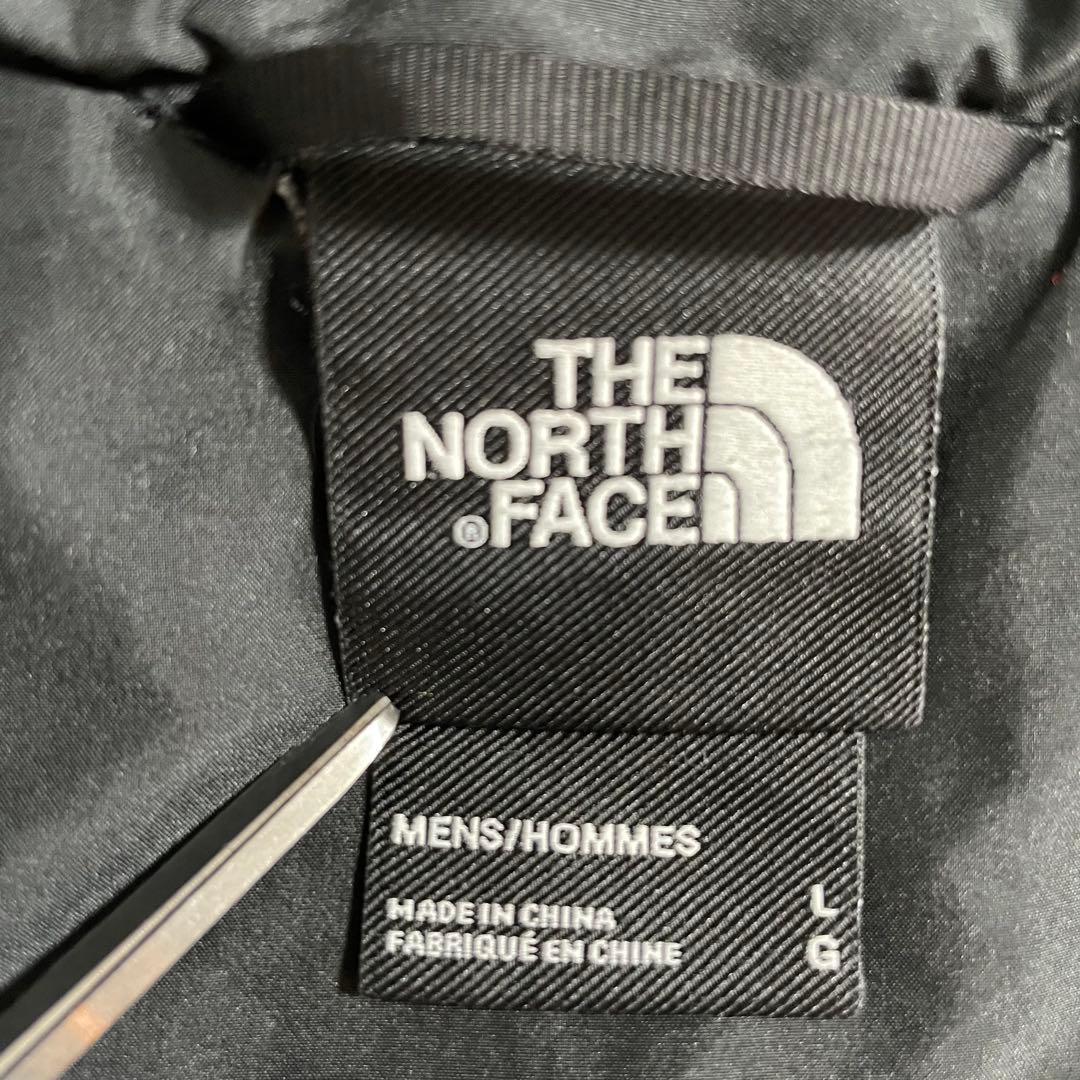 THE
NORTH
®FACE
MENS/HOMMES
MADE IN CHINA L
FABRIQUÉ EN CHINE G